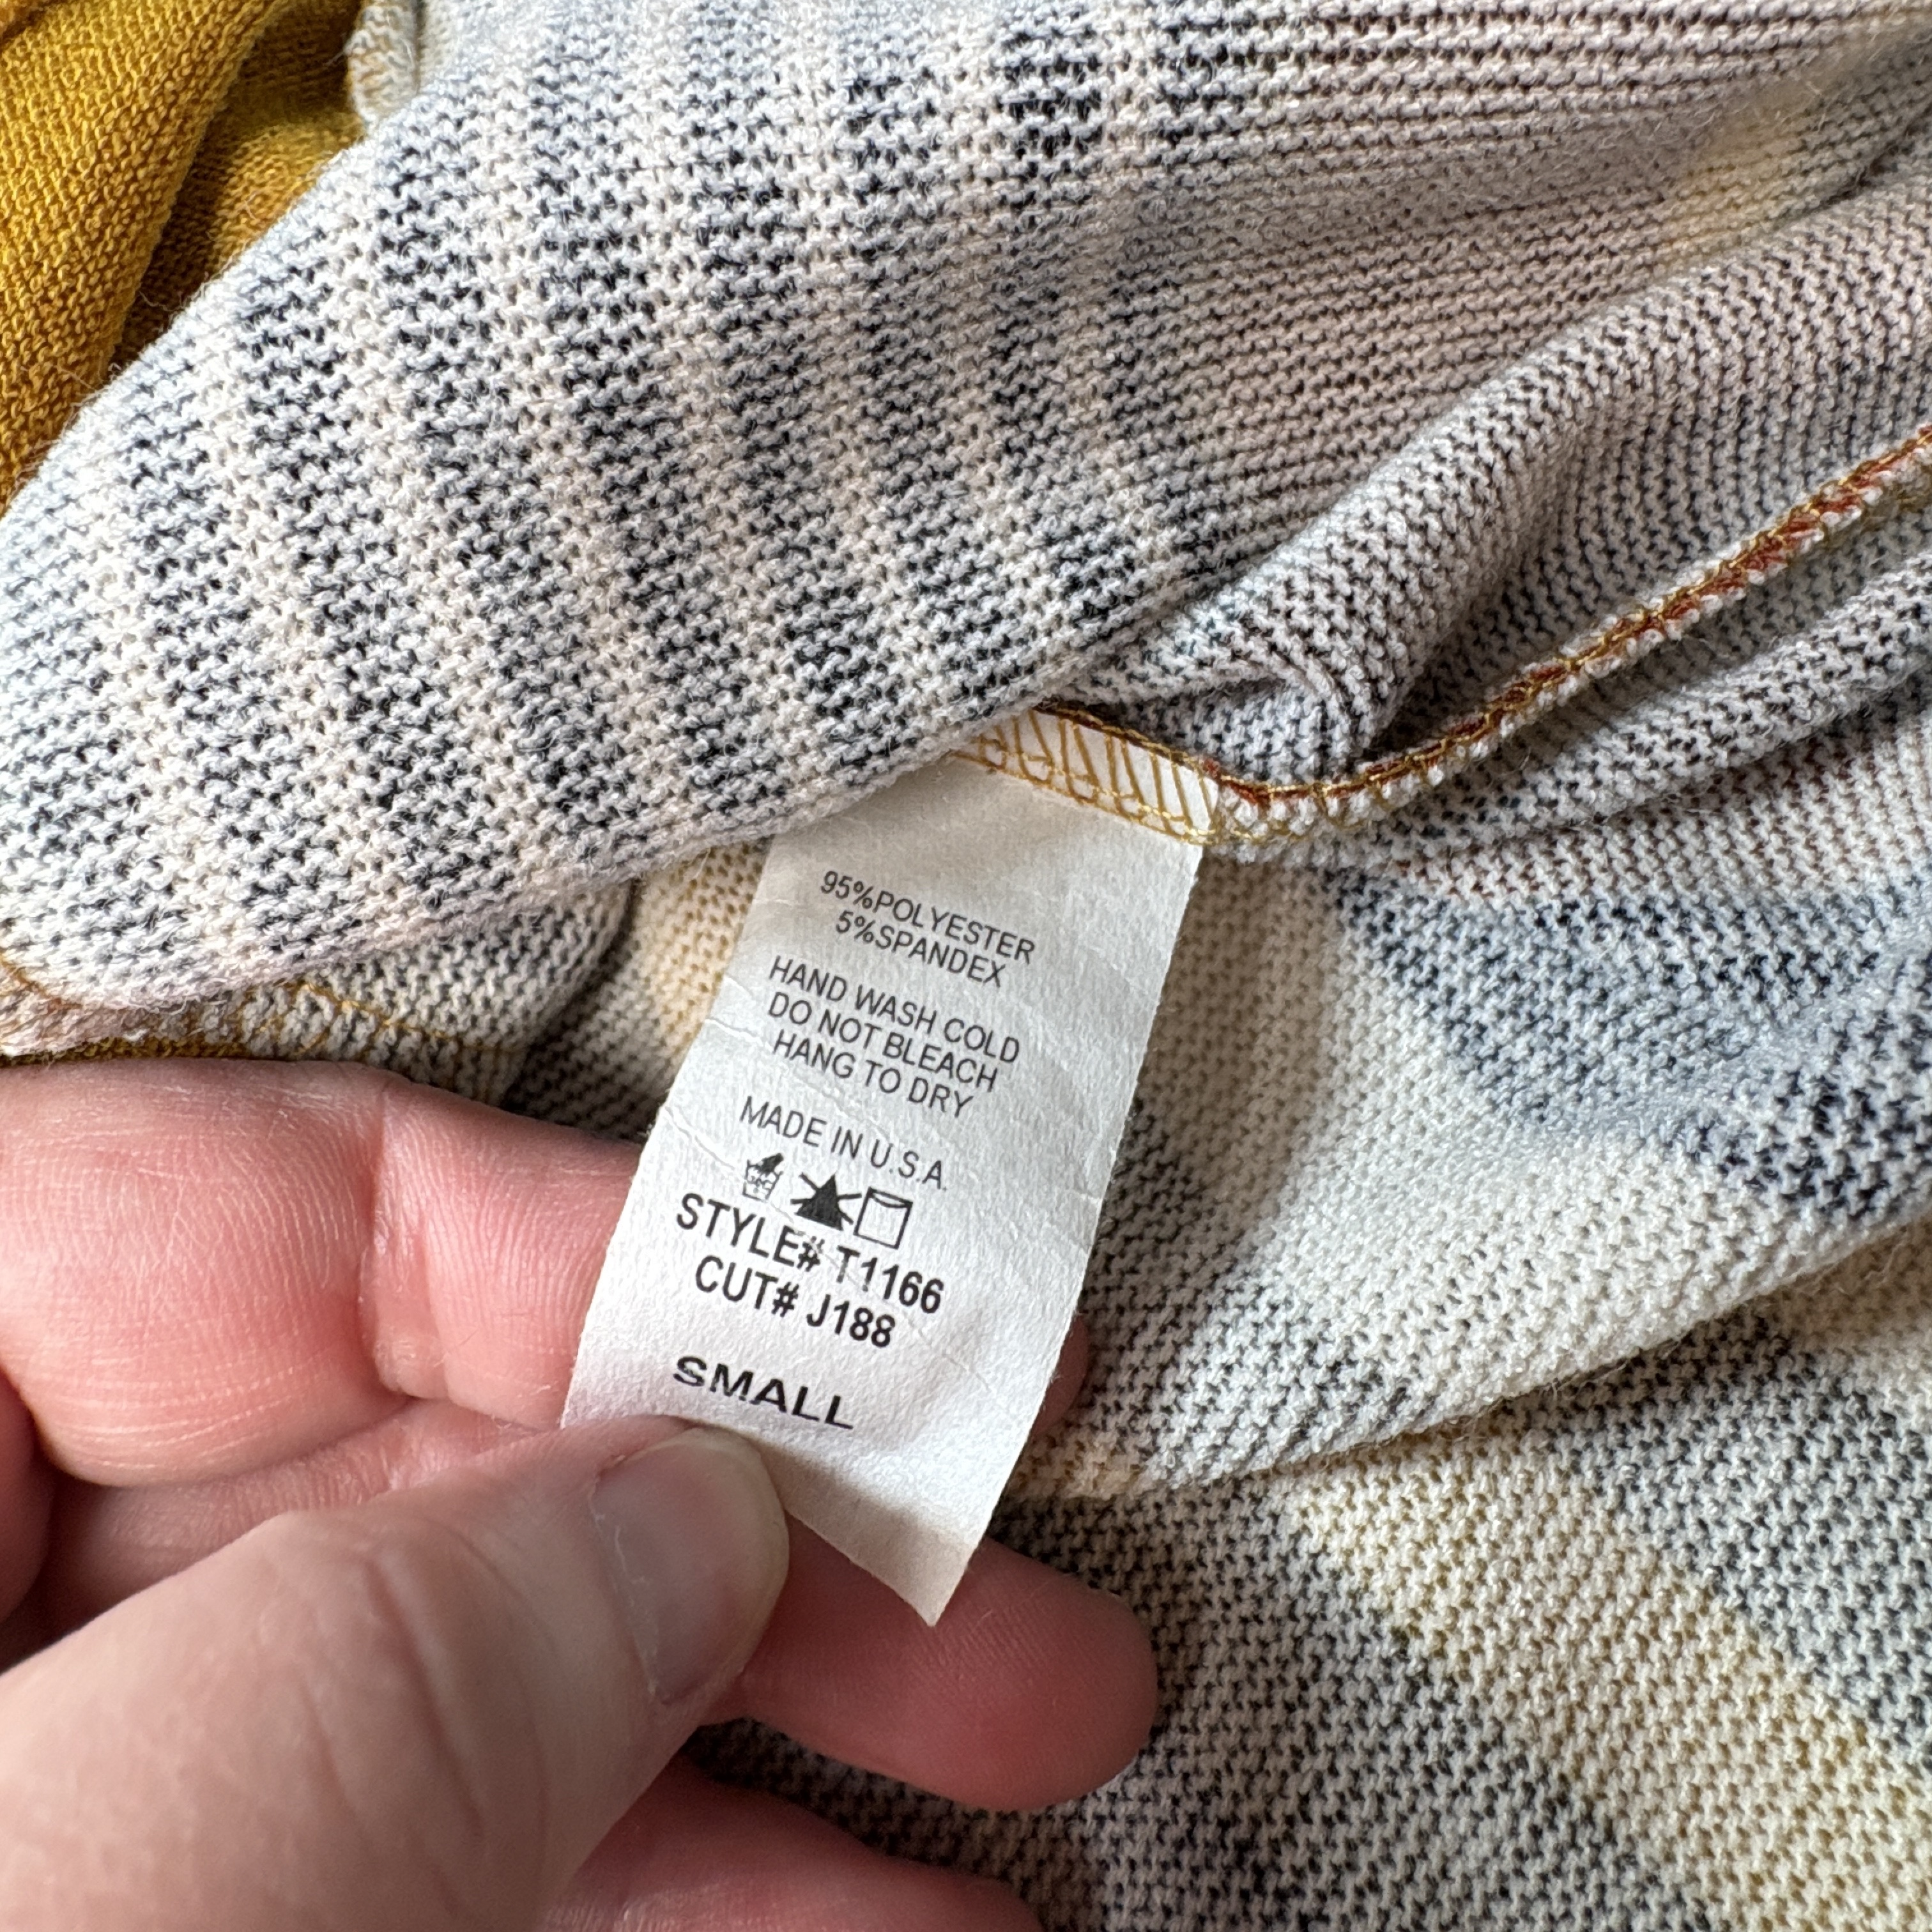 95%POLYESTER
5%SPANDEX
HAND WASH COLD
DO NOT BLEACH
HANG TO DRY
MADE IN U.S.A.
STYLE# T1166
CUT# J188
SMALL